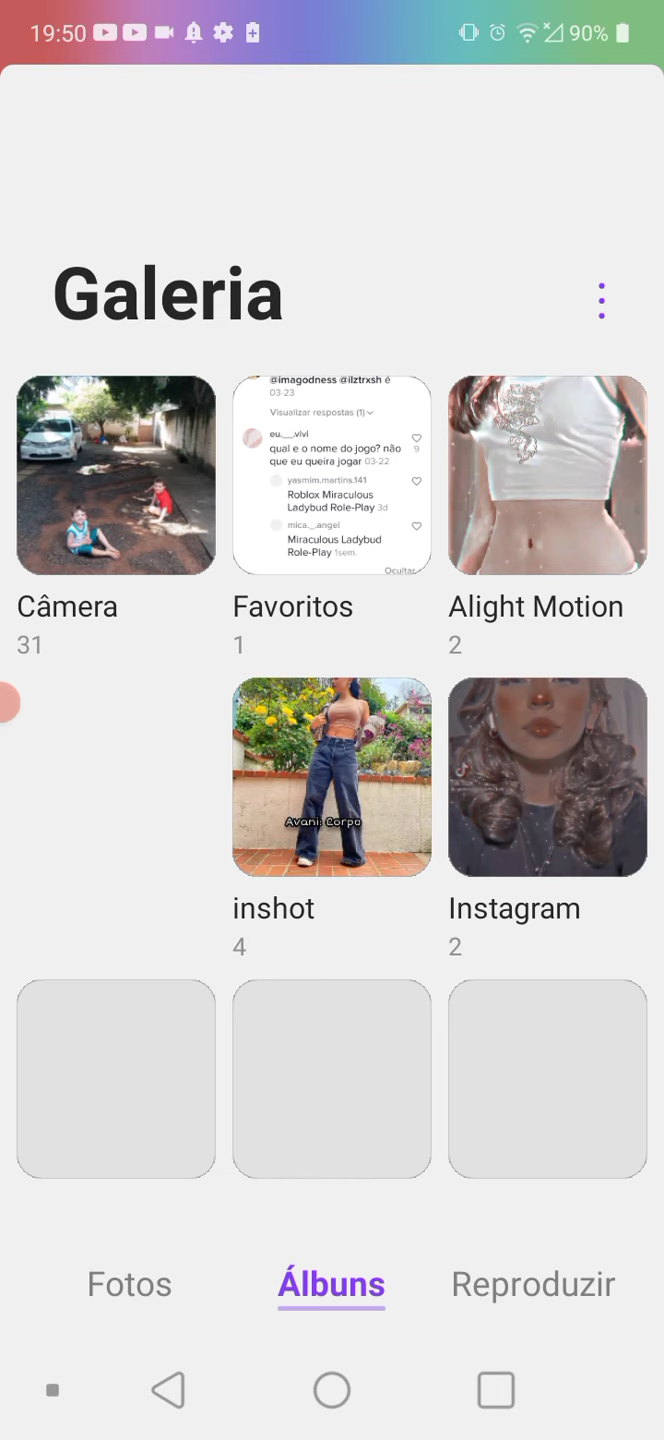 19:50
90%
Galeria
@imagodness @ilztrxsh é
03-23
Visualizar respostas (1)
eu.___.vivi
qual e o nome do jogo? não
que eu queira jogar 03-22
9
yasmim.martins.141
Roblox Miraculous
Ladybud Role-Play 3d
mica._.angel
Miraculous Ladybud
Role-Play 1sem.
Ocultar
Câmera
31
Favoritos
1
Alight Motion
2
Avani: Corpo
inshot
4
Instagram
2
Fotos
Álbuns
Reproduzir